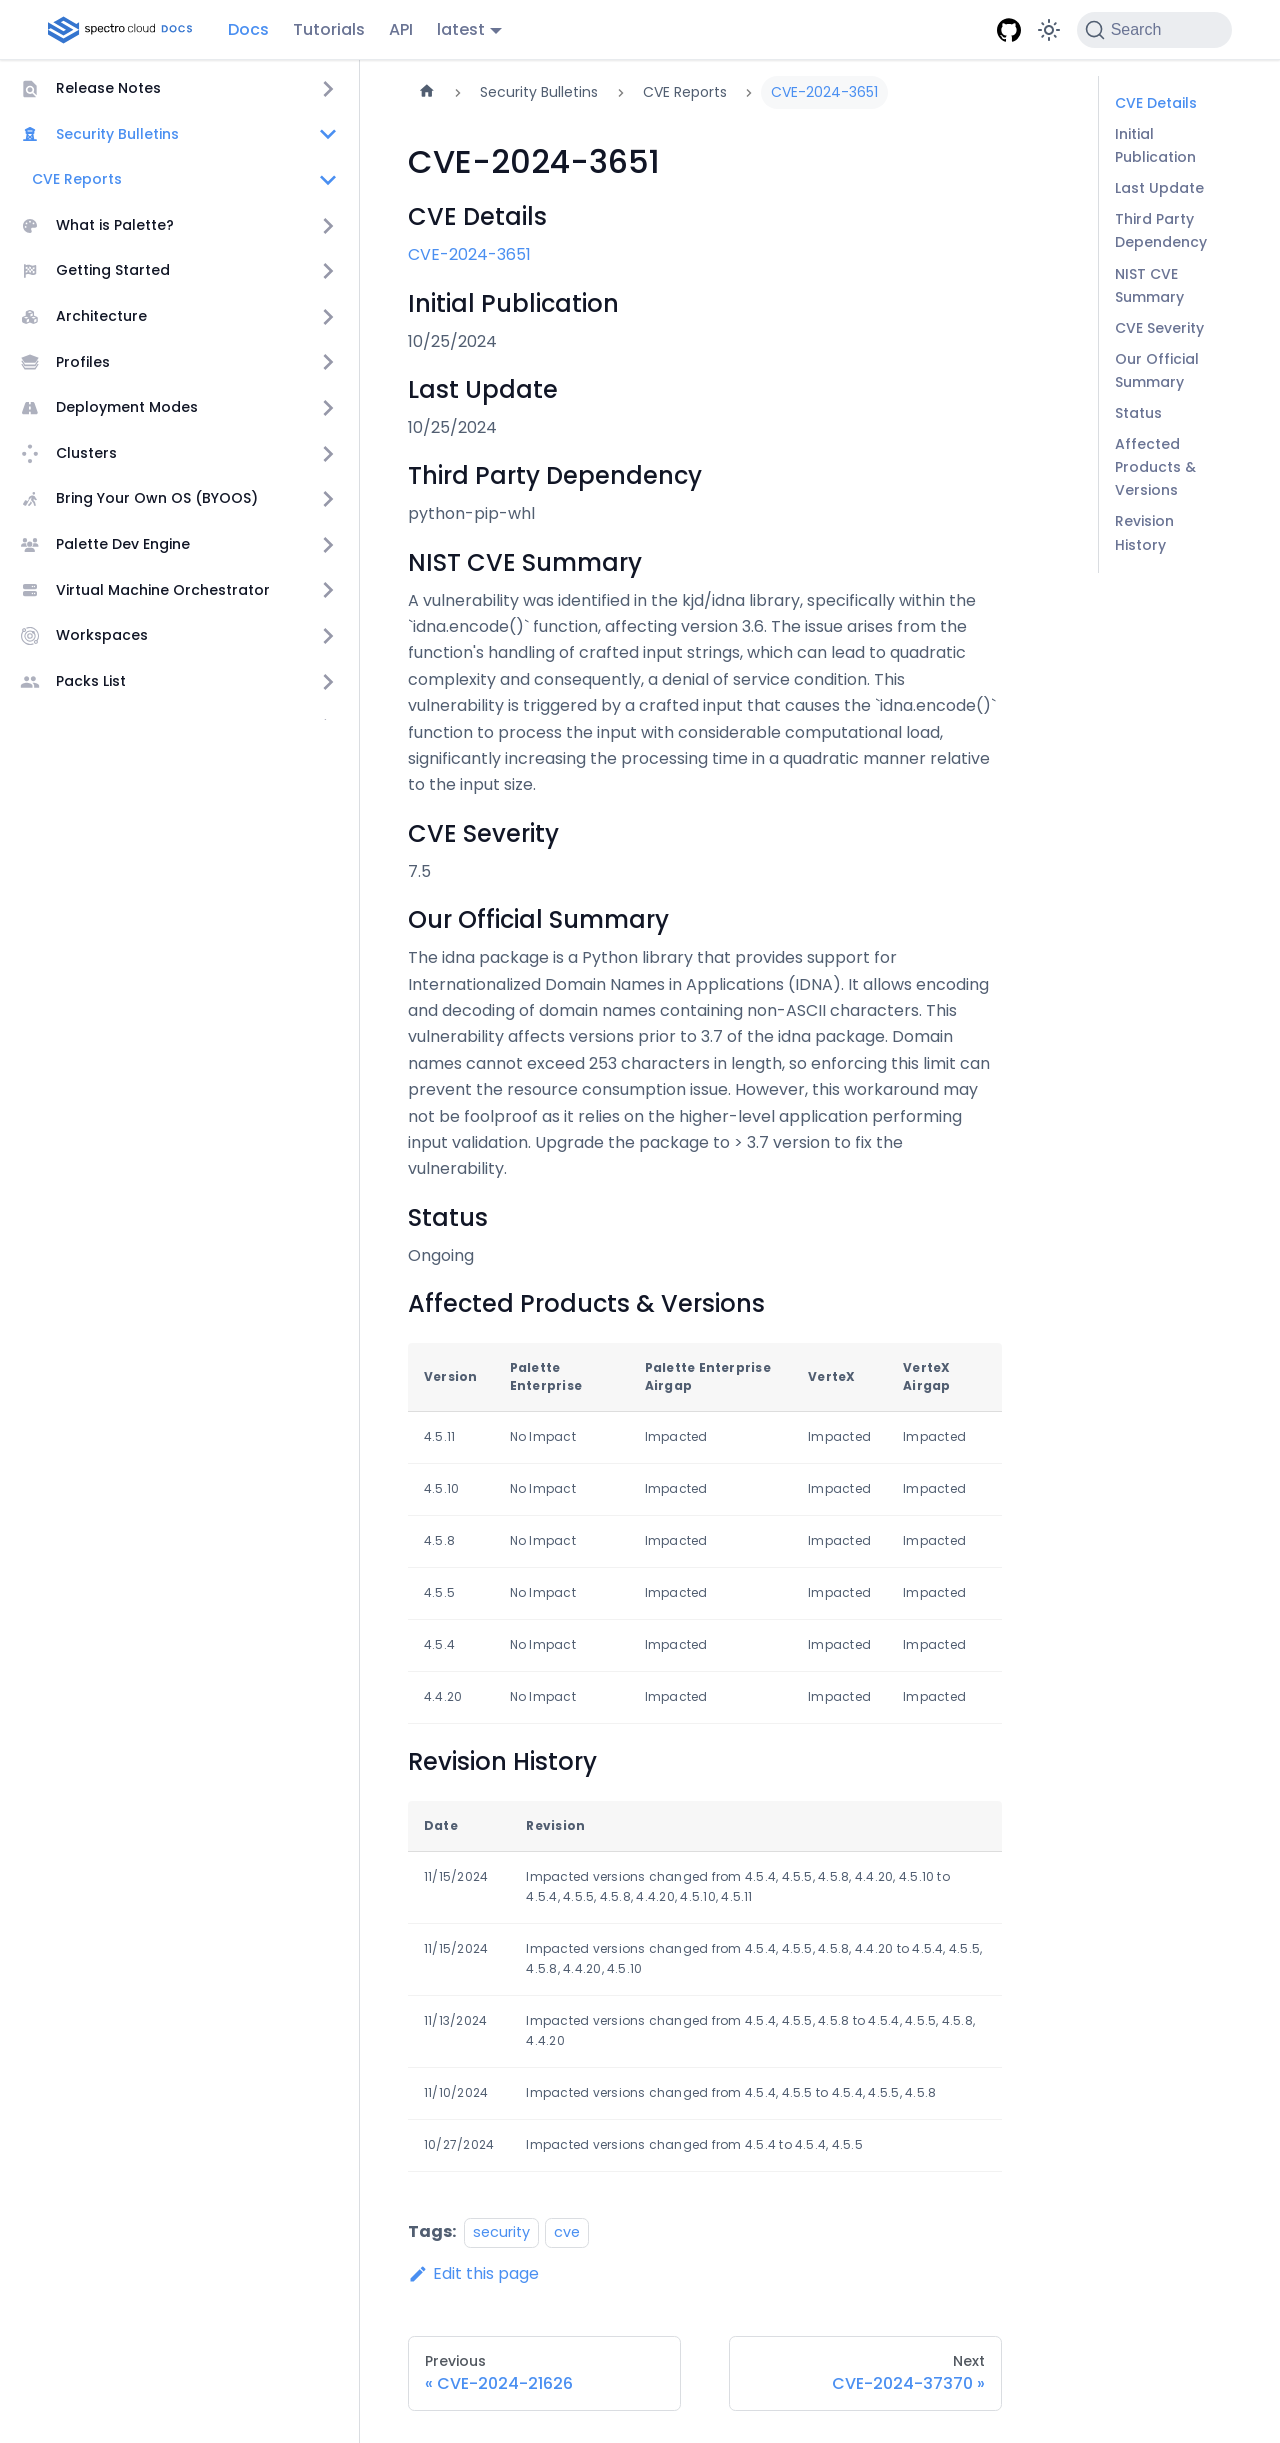 spectro cloud DOCS
Docs
Tutorials
API
latest
Search
Release Notes
Security Bulletins
CVE Reports
What is Palette?
Getting Started
Architecture
Profiles
Deployment Modes
Clusters
Bring Your Own OS (BYOOS)
Palette Dev Engine
Virtual Machine Orchestrator
Workspaces
Packs List
Security Bulletins
CVE Reports
CVE-2024-3651
CVE-2024-3651
CVE Details
CVE-2024-3651
Initial Publication
10/25/2024
Last Update
10/25/2024
Third Party Dependency
python-pip-whl
NIST CVE Summary
A vulnerability was identified in the kjd/idna library, specifically within the
`idna.encode()` function, affecting version 3.6. The issue arises from the
function's handling of crafted input strings, which can lead to quadratic
complexity and consequently, a denial of service condition. This
vulnerability is triggered by a crafted input that causes the `idna.encode()`
function to process the input with considerable computational load,
significantly increasing the processing time in a quadratic manner relative
to the input size.
CVE Severity
7.5
Our Official Summary
The idna package is a Python library that provides support for
Internationalized Domain Names in Applications (IDNA). It allows encoding
and decoding of domain names containing non-ASCII characters. This
vulnerability affects versions prior to 3.7 of the idna package. Domain
names cannot exceed 253 characters in length, so enforcing this limit can
prevent the resource consumption issue. However, this workaround may
not be foolproof as it relies on the higher-level application performing
input validation. Upgrade the package to > 3.7 version to fix the
vulnerability.
Status
Ongoing
Affected Products & Versions
Version Palette Enterprise Palette Enterprise Airgap VerteX VerteX Airgap
4.5.11 No Impact Impacted Impacted Impacted
4.5.10 No Impact Impacted Impacted Impacted
4.5.8 No Impact Impacted Impacted Impacted
4.5.5 No Impact Impacted Impacted Impacted
4.5.4 No Impact Impacted Impacted Impacted
4.4.20 No Impact Impacted Impacted Impacted
Revision History
Date Revision
11/15/2024 Impacted versions changed from 4.5.4, 4.5.5, 4.5.8, 4.4.20, 4.5.10 to
4.5.4, 4.5.5, 4.5.8, 4.4.20, 4.5.10, 4.5.11
11/15/2024 Impacted versions changed from 4.5.4, 4.5.5, 4.5.8, 4.4.20 to 4.5.4, 4.5.5,
4.5.8, 4.4.20, 4.5.10
11/13/2024 Impacted versions changed from 4.5.4, 4.5.5, 4.5.8 to 4.5.4, 4.5.5, 4.5.8,
4.4.20
11/10/2024 Impacted versions changed from 4.5.4, 4.5.5 to 4.5.4, 4.5.5, 4.5.8
10/27/2024 Impacted versions changed from 4.5.4 to 4.5.4, 4.5.5
Tags: security cve
Edit this page
Previous
« CVE-2024-21626
Next
CVE-2024-37370 »
CVE Details
Initial
Publication
Last Update
Third Party
Dependency
NIST CVE
Summary
CVE Severity
Our Official
Summary
Status
Affected
Products &
Versions
Revision
History